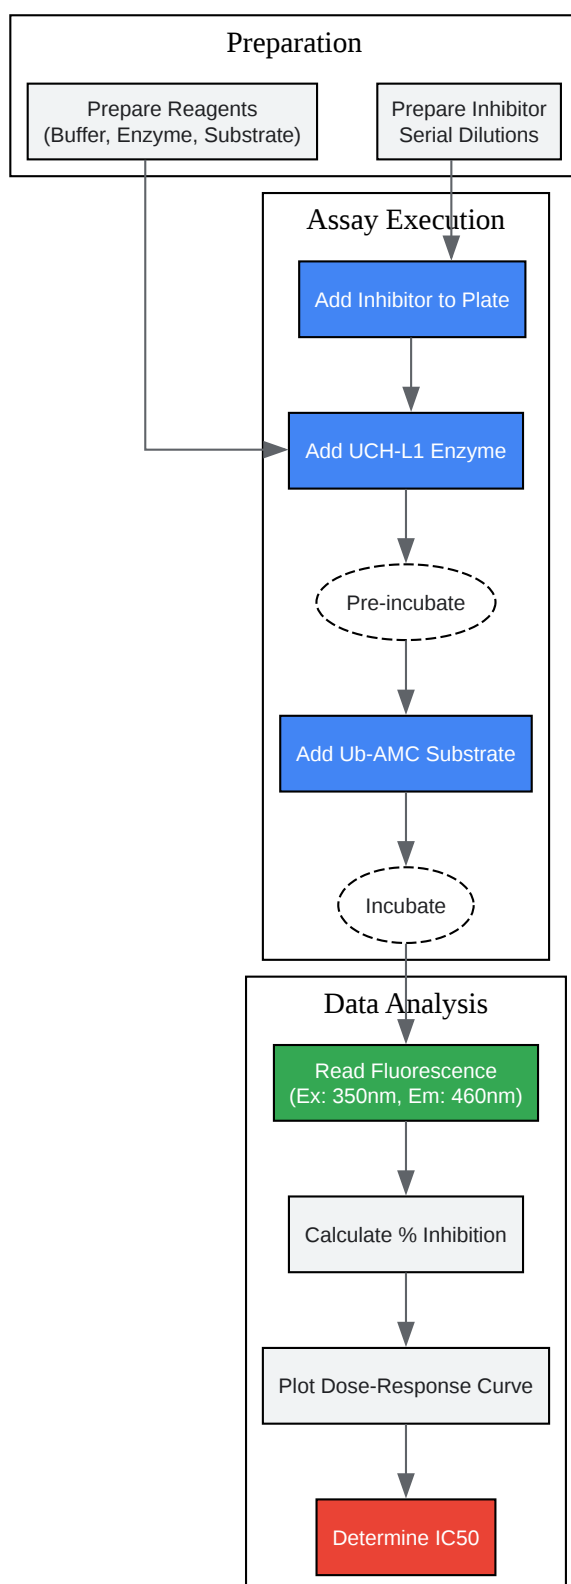 Preparation
Prepare Reagents
(Buffer, Enzyme, Substrate)
Prepare Inhibitor
Serial Dilutions
Assay Execution
Add Inhibitor to Plate
Add UCH-L1 Enzyme
Pre-incubate
Add Ub-AMC Substrate
Incubate
Data Analysis
Read Fluorescence
(Ex: 350nm, Em: 460nm)
Calculate % Inhibition
Plot Dose-Response Curve
Determine IC50